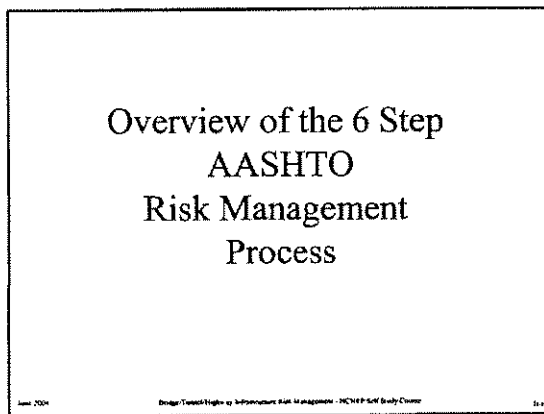 Overview of the 6 Step
AASHTO
Risk Management
Process
June 2004
Bridge/Tunnel/Highway Infrastructure Risk Management - NCHRP Self Study Course